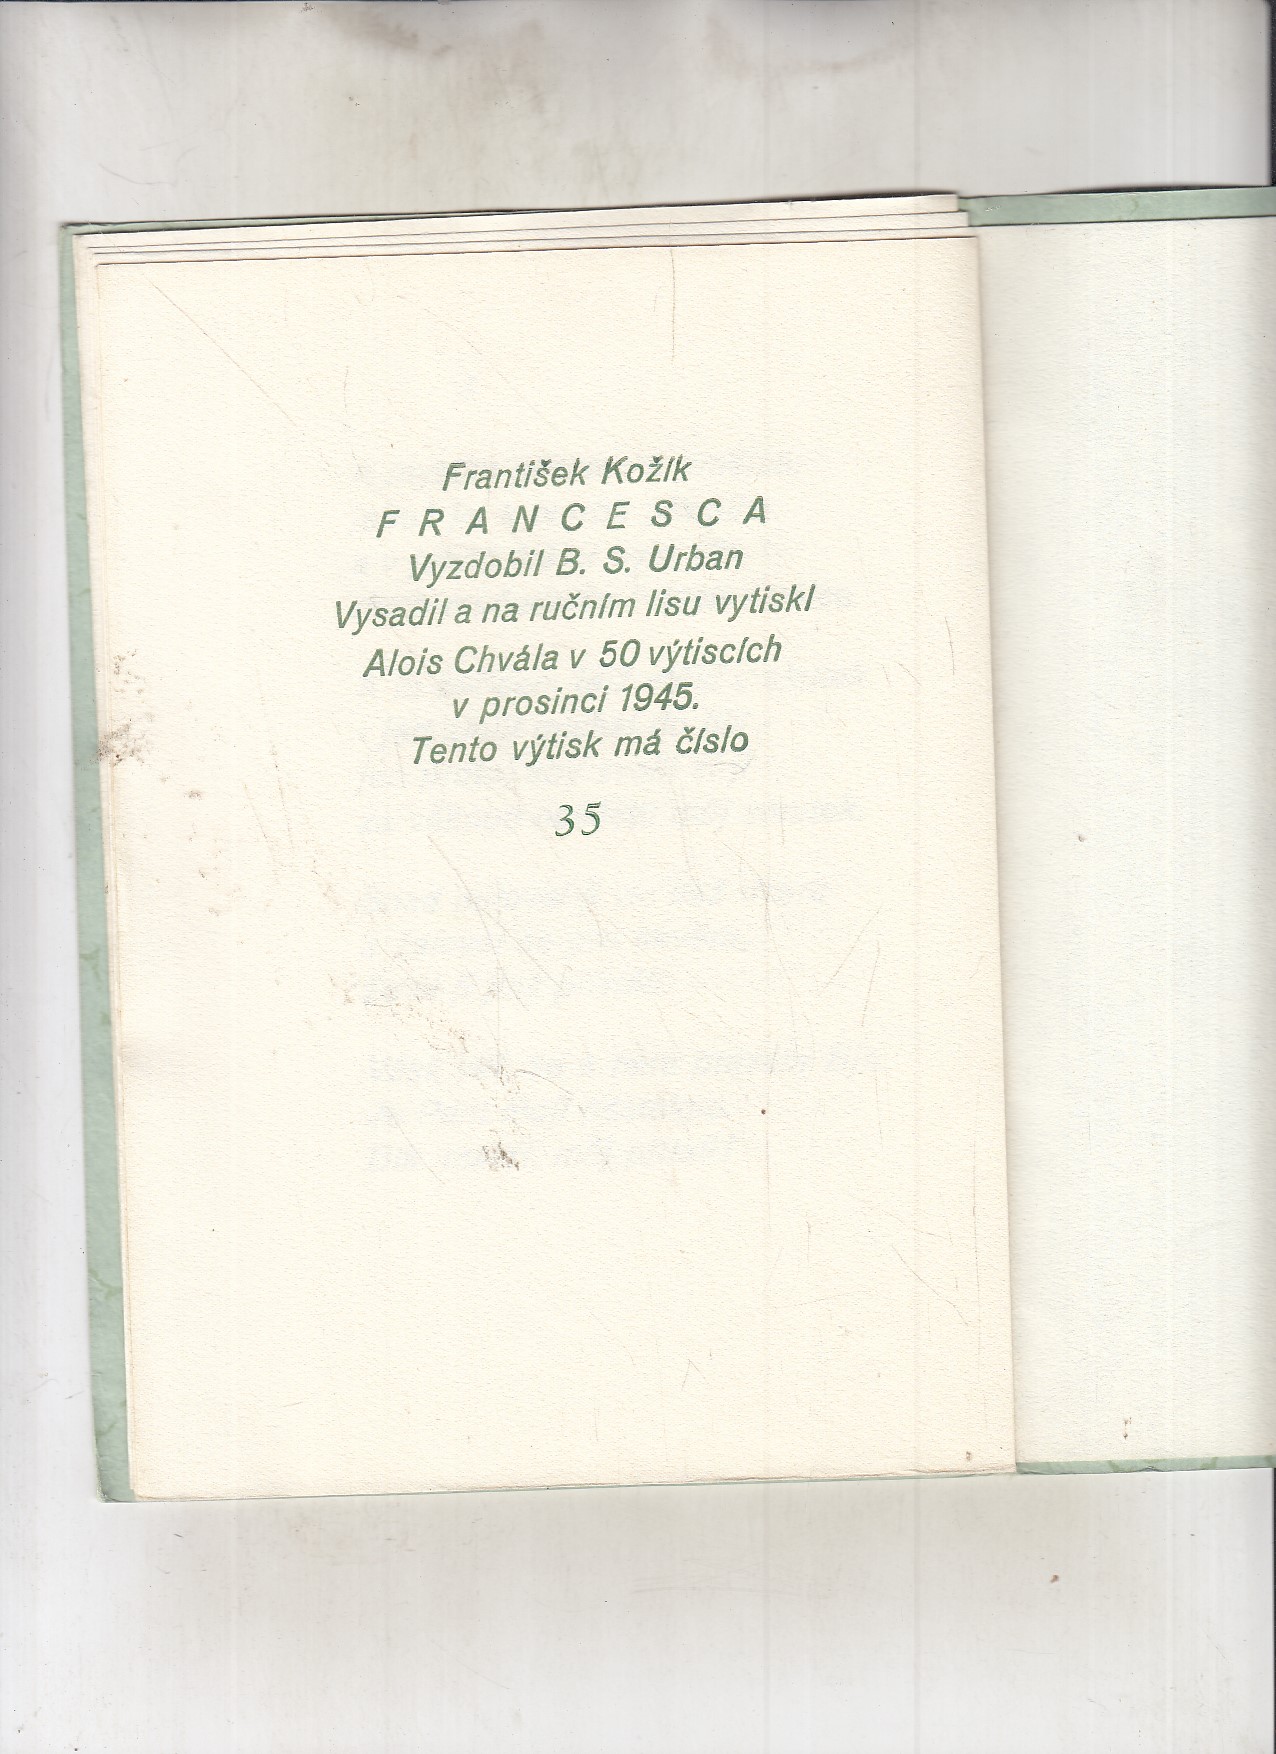 František Kožík
FRANCESCA
Vyzdobil B. S. Urban
Vysadil a na ručním lisu vytiskl
Alois Chvála v 50 výtiscích
v prosinci 1945.
Tento výtisk má číslo
35